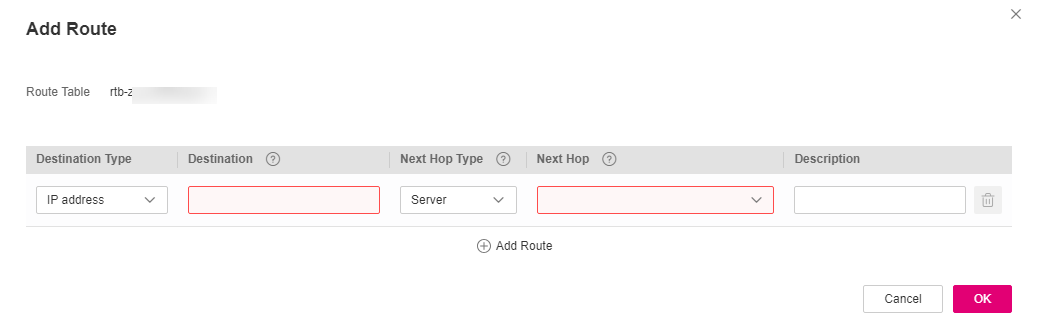 Add Route
Route Table rtb-z
Destination Type Destination ? Next Hop Type ? Next Hop ? Description
IP address Server
Add Route
Cancel OK